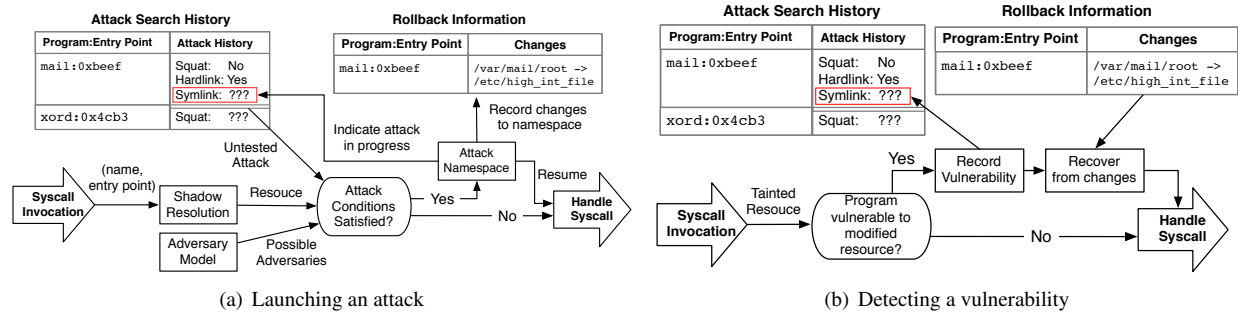 Attack Search History
Program:Entry Point
Attack History
mail:0xbeef
Squat: No
Hardlink: Yes
Symlink: ???
xord:0x4cb3
Squat: ???
Rollback Information
Program:Entry Point
Changes
mail:0xbeef
/var/mail/root ->
/etc/high_int_file
Untested
Attack
Indicate attack
in progress
Record changes
to namespace
Attack
Namespace
Resume
Syscall
Invocation
(name,
entry point)
Shadow
Resolution
Resouce
Adversary
Model
Possible
Adversaries
Attack
Conditions
Satisfied?
Yes
No
Handle
Syscall
(a) Launching an attack
Attack Search History
Program:Entry Point
Attack History
mail:0xbeef
Squat: No
Hardlink: Yes
Symlink: ???
xord:0x4cb3
Squat: ???
Rollback Information
Program:Entry Point
Changes
mail:0xbeef
/var/mail/root ->
/etc/high_int_file
Syscall
Invocation
Tainted
Resouce
Program
vulnerable to
modified
resource?
Yes
Record
Vulnerability
Recover
from changes
No
Handle
Syscall
(b) Detecting a vulnerability